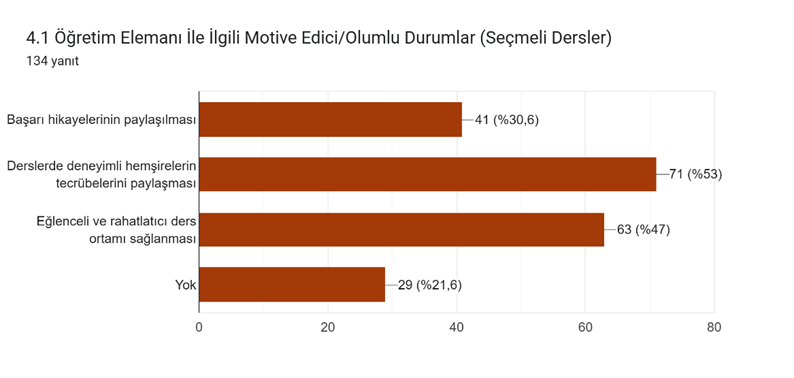 4.1 Öğretim Elemanı İle İlgili Motive Edici/Olumlu Durumlar (Seçmeli Dersler)
134 yanıt
Başarı hikayelerinin paylaşılması
41 (%30,6)
Derslerde deneyimli hemşirelerin
tecrübelerini paylaşması
71 (%53)
Eğlenceli ve rahatlatıcı ders
ortamı sağlanması
63 (%47)
Yok
29 (%21,6)
0
20
40
60
80